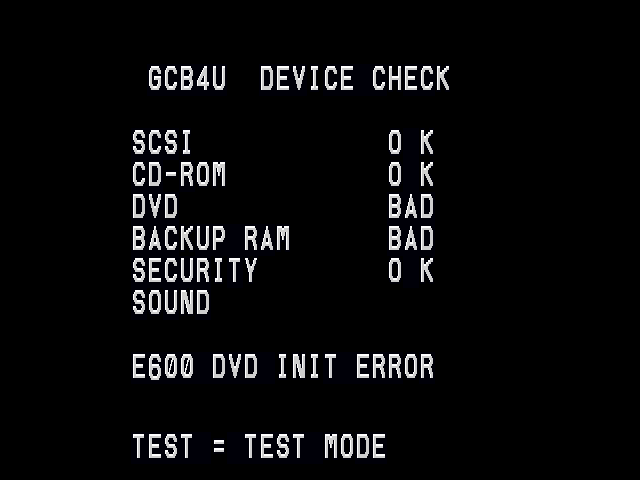 GCB4U DEVICE CHECK
SCSI O K
CD-ROM O K
DVD BAD
BACKUP RAM BAD
SECURITY O K
SOUND
E600 DVD INIT ERROR
TEST = TEST MODE